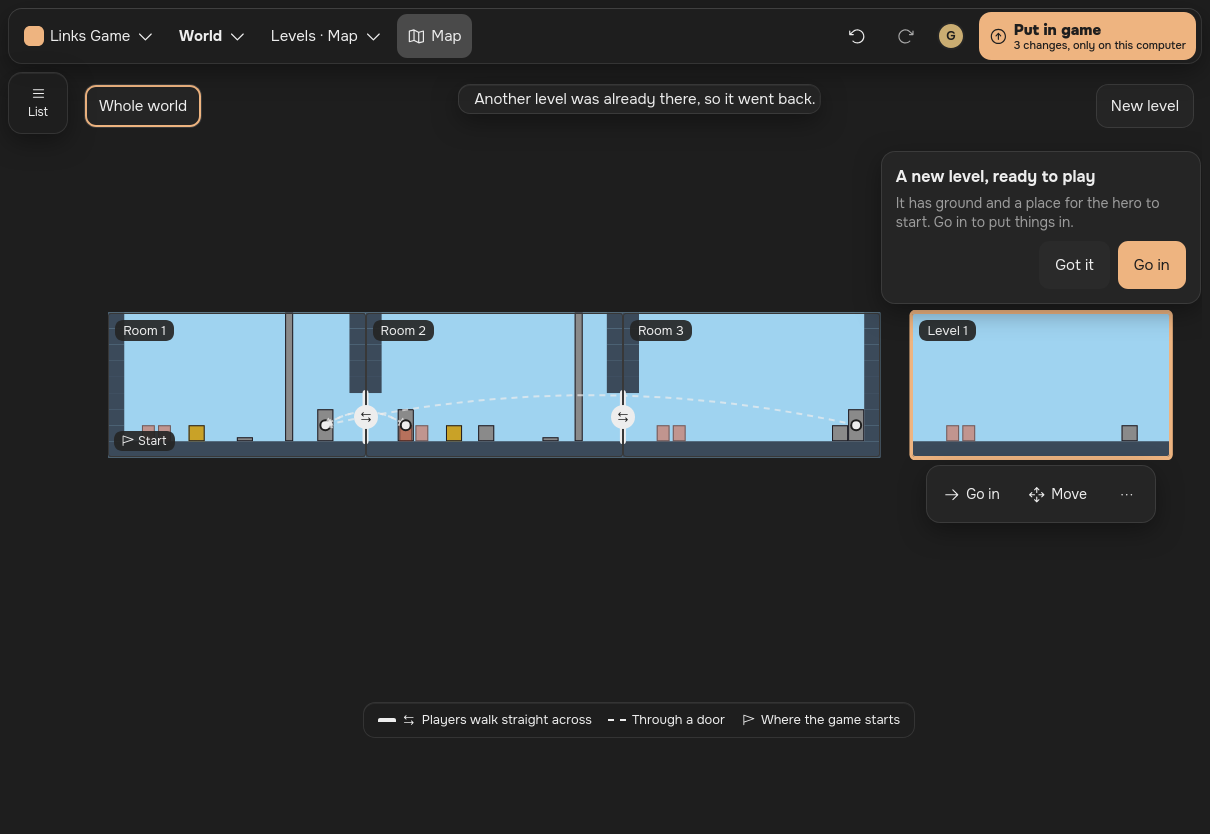 Links Game
World
Levels · Map
Map
G
Put in game
3 changes, only on this computer
List
Whole world
Another level was already there, so it went back.
New level
A new level, ready to play
It has ground and a place for the hero to
start. Go in to put things in.
Got it
Go in
Room 1
Room 2
Room 3
Level 1
Start
Go in
Move
···
Players walk straight across
Through a door
Where the game starts